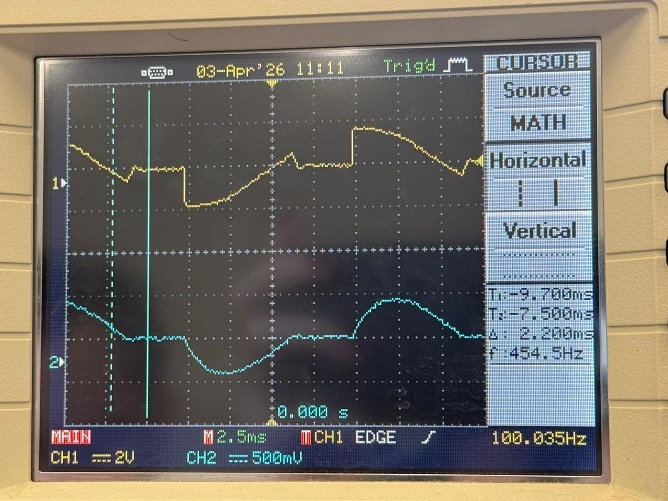 03-Apr'26 11:11 Trig'd
CURSOR
Source
MATH
Horizontal
Vertical
T₁:-9.700ms
T₂:-7.500ms
Δ: 2.200ms
f:454.5Hz
1
2
0.000 s
MAIN M 2.5ms T CH1 EDGE 100.035Hz
CH1 2V CH2 500mV